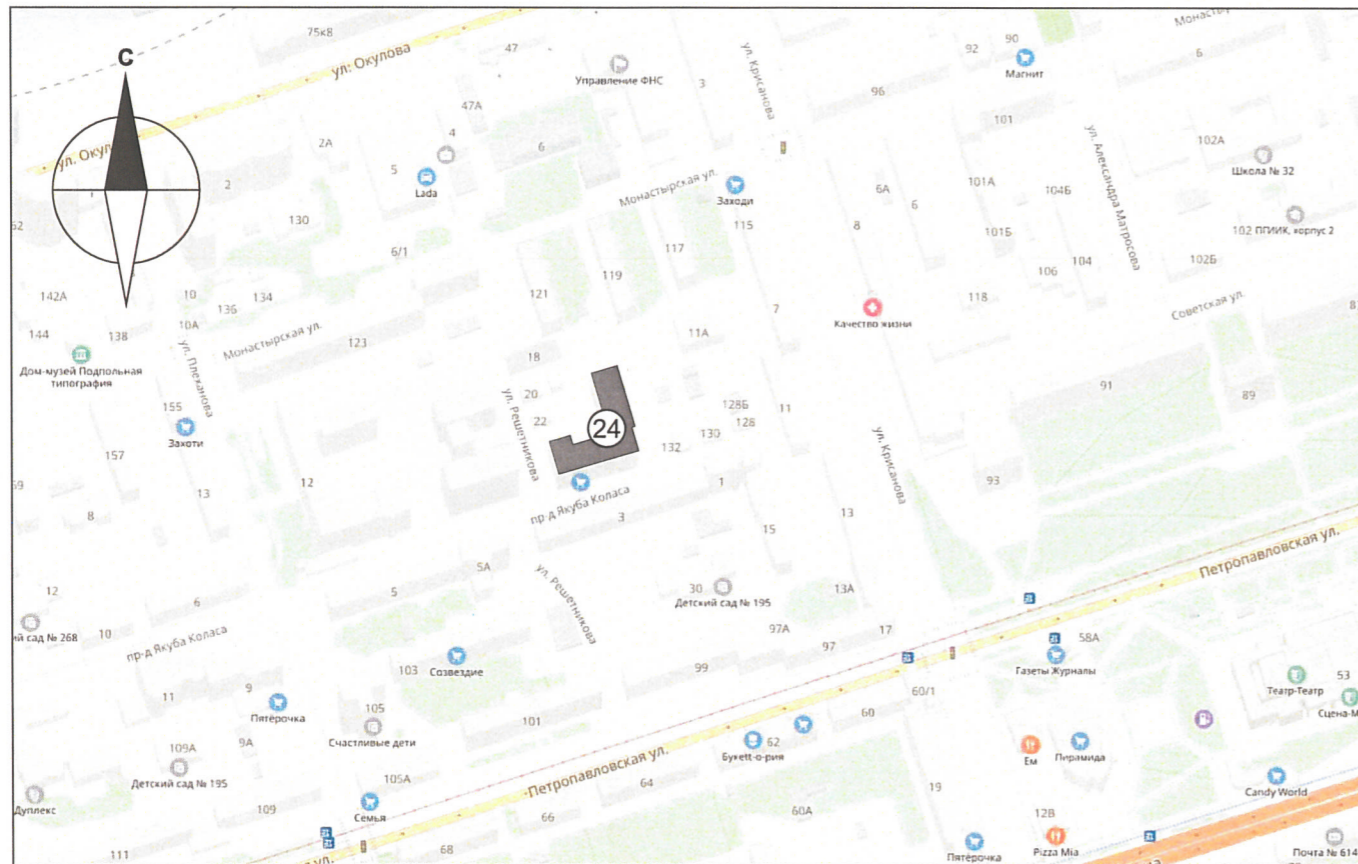 75к8
ул: Окулова
47
Управление ФНС
3
ул. Крисанова
92
90
Магнит
6
С
ул. Оку
2А
47А
4
5
Lada
6
96
101
ул. Александра Матросова
102А
Школа № 32
2
130
6/1
Монастырская ул.
Заходи
115
117
119
6А
6
8
101А
101Б
104Б
104
106
102 ПГИИК, корпус 2
102Б
142А
144
138
10
10А
136
134
Монастырская ул.
123
121
18
11А
7
Качество жизни
118
Советская ул.
8
Дом-музей Подпольная
типография
ул. Плеханова
155
Захоти
157
13
12
20
22
ул. Решетникова
24
132
130
128Б
128
11
91
89
ул. Крисанова
93
8
пр-д Якуба Коласа
3
1
15
13
5А
5
ул. Решетникова
30
Детский сад № 195
13А
97А
97
17
Петропавловская ул.
12
ий сад № 268
10
6
пр-д Якуба Коласа
103
Созвездие
99
58А
Газеты Журналы
Театр-Театр
53
Сцена-М
11
9
Пятёрочка
9А
105
Счастливые дети
101
60/1
60
62
Букетt-о-рия
Ем
Пирамида
109А
Детский сад № 195
105А
Петропавловская ул.
64
60А
19
12В
Candy World
Дуплекс
109
Семья
66
68
111
ул.
Пятёрочка
Pizza Mia
Почта № 614